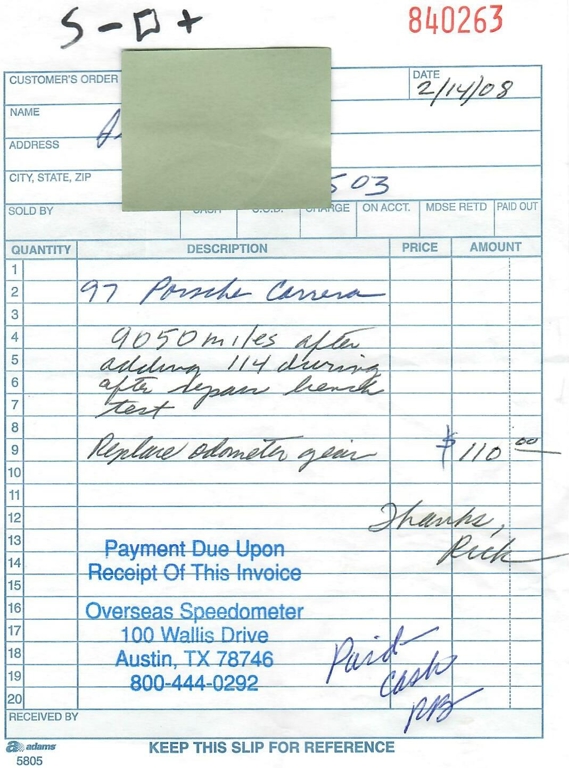 S - □ +
840263
CUSTOMER'S ORDER
DATE
2/14/08
NAME
ADDRESS
CITY, STATE, ZIP
503
SOLD BY
CASH C.O.D. CHARGE ON ACCT. MDSE RETD PAID OUT
QUANTITY DESCRIPTION PRICE AMOUNT
1
2 97 Porsche Carrera
3
4 9050 miles after
5 adding 114 during
6 after repair bench
7 test
8
9 Replace odometer gear $110 00
10
11
12 Thanks,
13 Rick
Payment Due Upon
14
Receipt Of This Invoice
15
16 Overseas Speedometer
17 100 Wallis Drive
18 Austin, TX 78746 Paid
19 800-444-0292 cash
20 RB
RECEIVED BY
adams
5805
KEEP THIS SLIP FOR REFERENCE